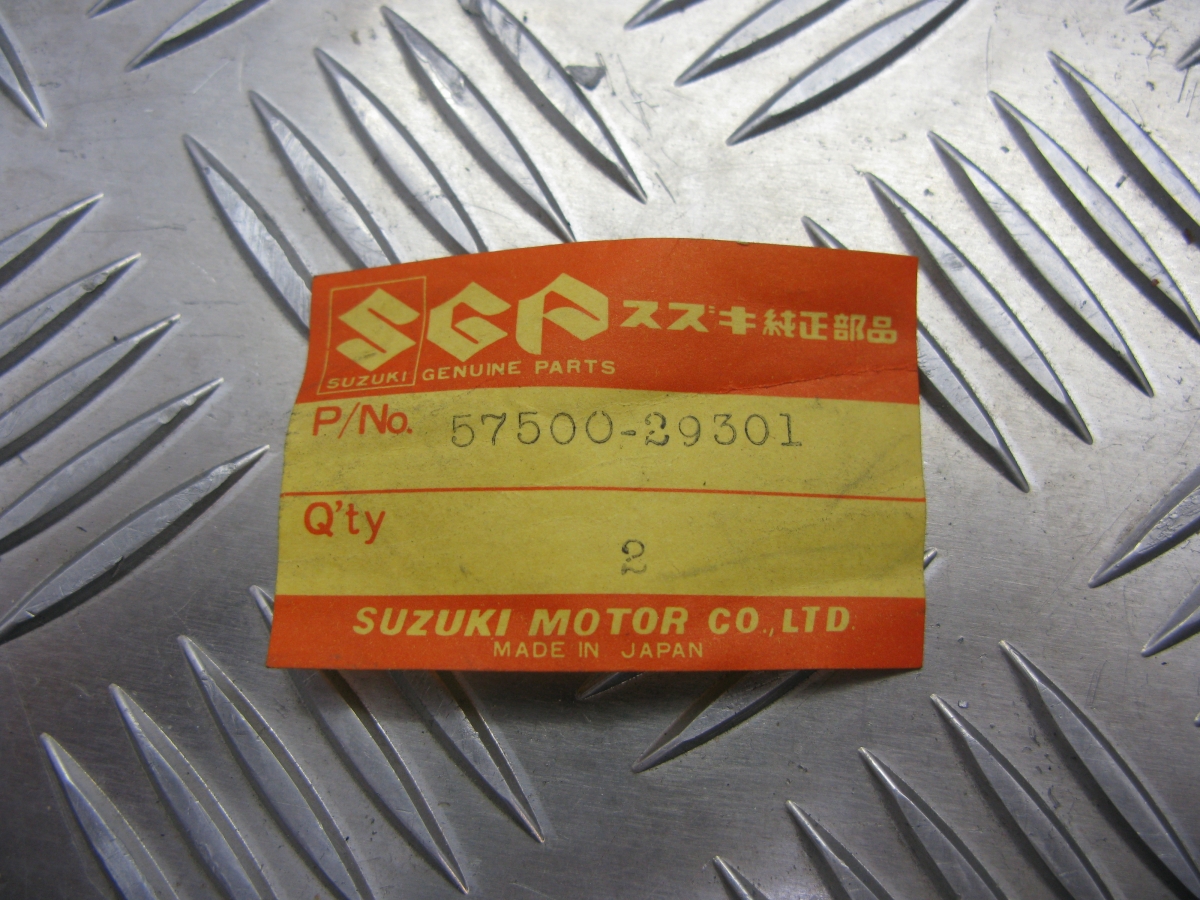 SGP スズキ純正部品
SUZUKI GENUINE PARTS
P/No. 57500-29301
Q'ty 2
SUZUKI MOTOR CO., LTD.
MADE IN JAPAN